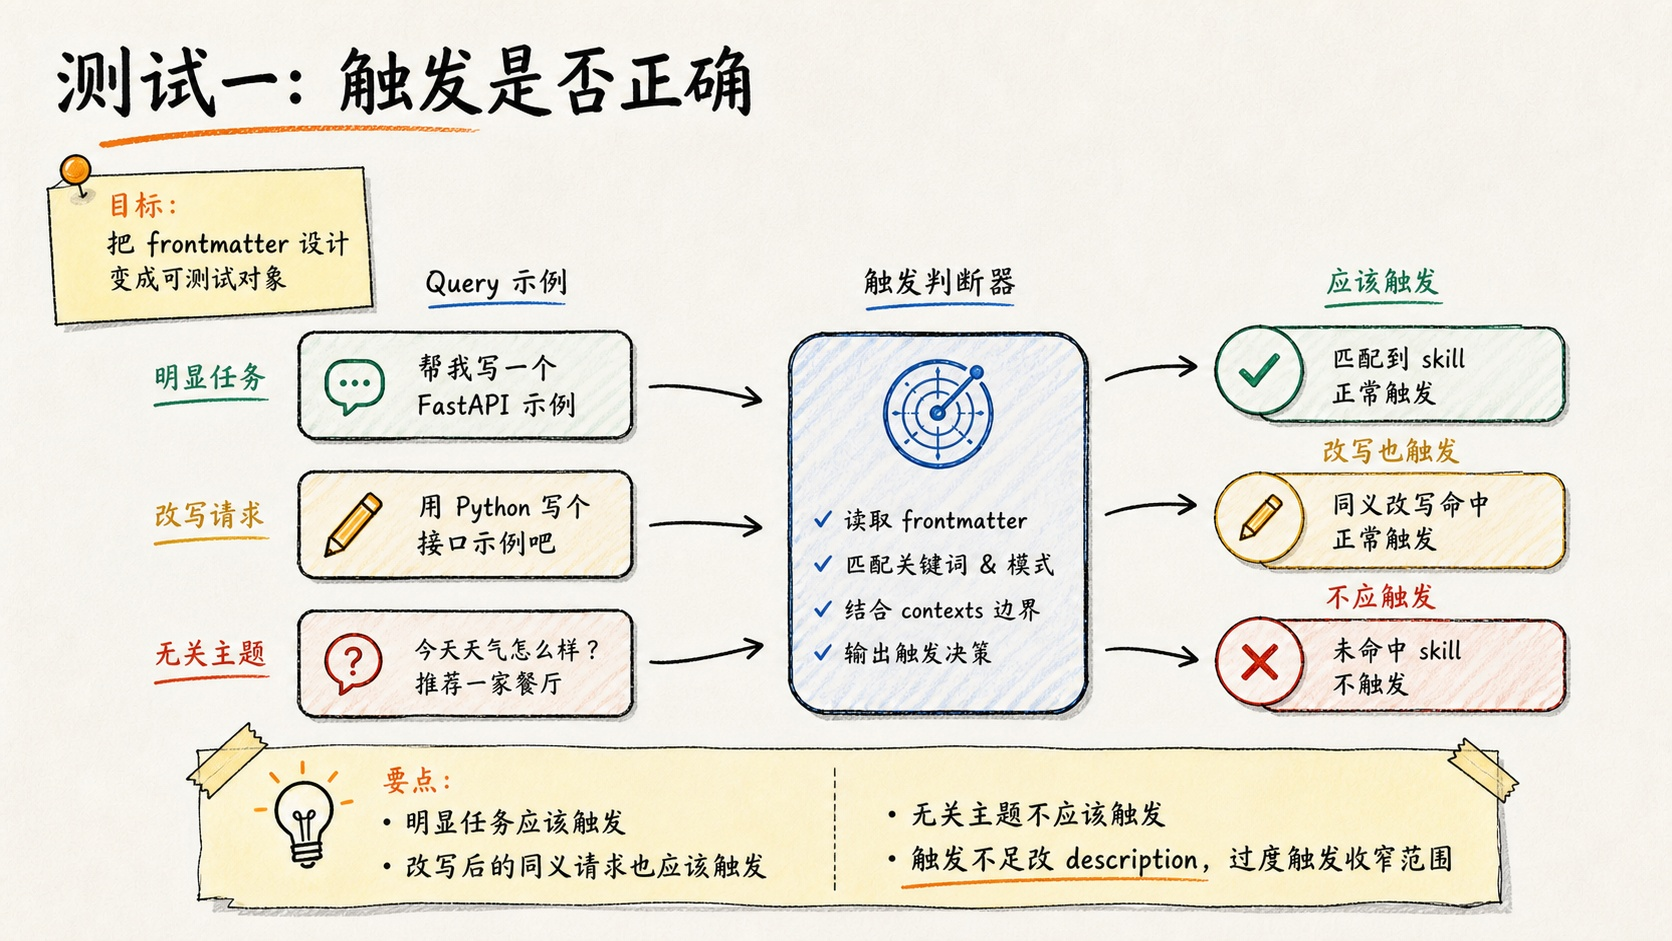 测试一：触发是否正确
目标：
把 frontmatter 设计
变成可测试对象
Query 示例
触发判断器
应该触发
明显任务
帮我写一个
FastAPI 示例
匹配到 skill
正常触发
改写也触发
改写请求
用 Python 写个
接口示例吧
读取 frontmatter
匹配关键词 & 模式
结合 contexts 边界
输出触发决策
同义改写命中
正常触发
不应触发
无关主题
今天天气怎么样？
推荐一家餐厅
未命中 skill
不触发
要点：
• 明显任务应该触发
• 改写后的同义请求也应该触发
• 无关主题不应该触发
• 触发不足改 description，过度触发收窄范围